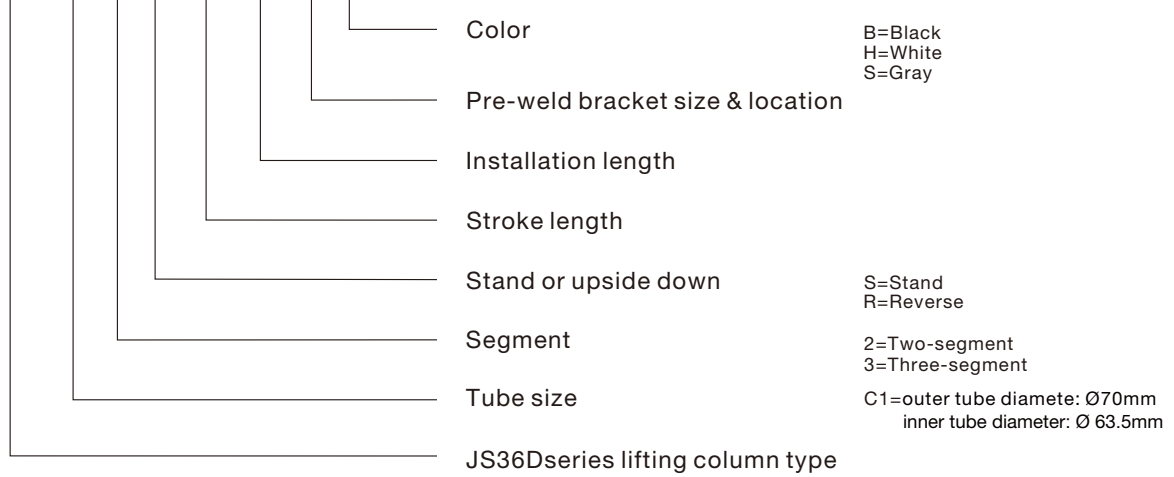 Color
B=Black
H=White
S=Gray
Pre-weld bracket size & location
Installation length
Stroke length
Stand or upside down
S=Stand
R=Reverse
Segment
2=Two-segment
3=Three-segment
Tube size
C1=outer tube diamete: Ø70mm
inner tube diameter: Ø 63.5mm
JS36Dseries lifting column type